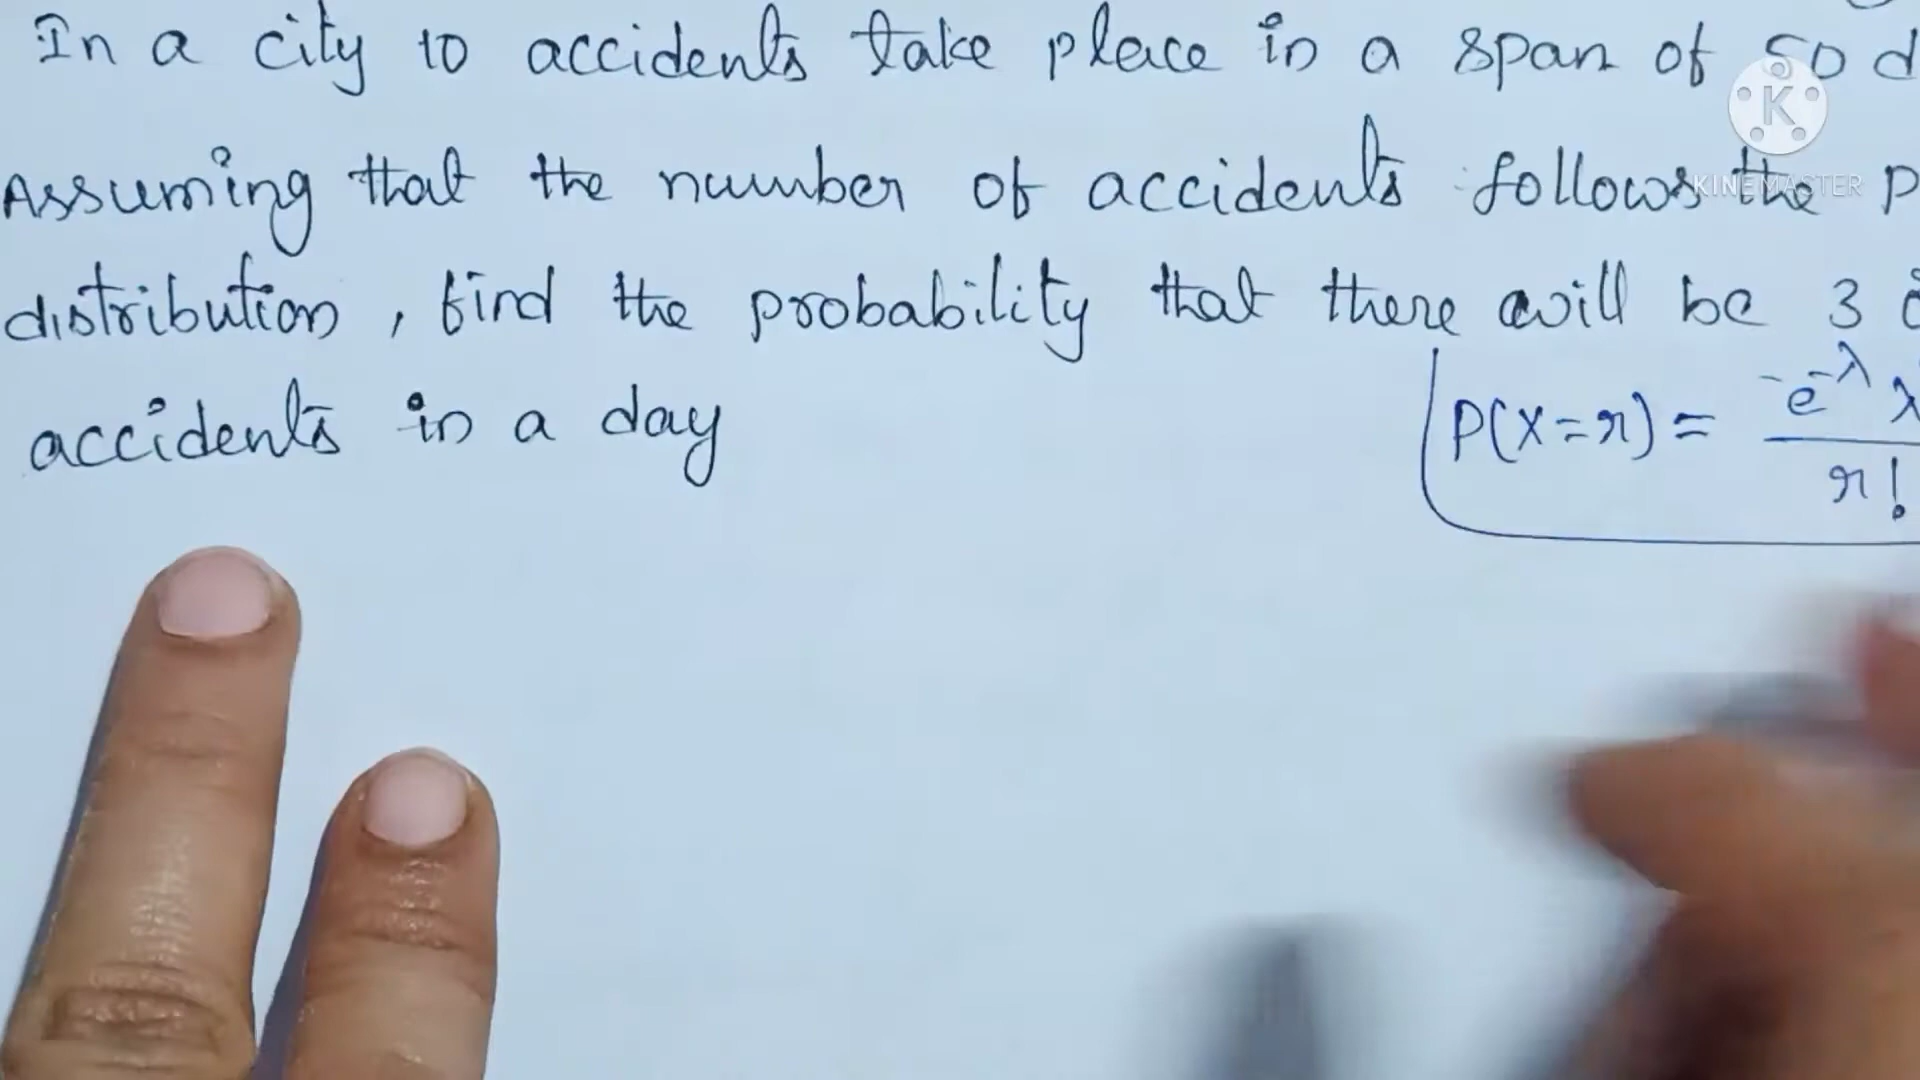 In a city 10 accidents take place in a span of 50 d
Assuming that the number of accidents follows the P
distribution, find the probability that there will be 3
accidents in a day
P(X=r) = e^-λ λ / r!
K
KINEMASTER